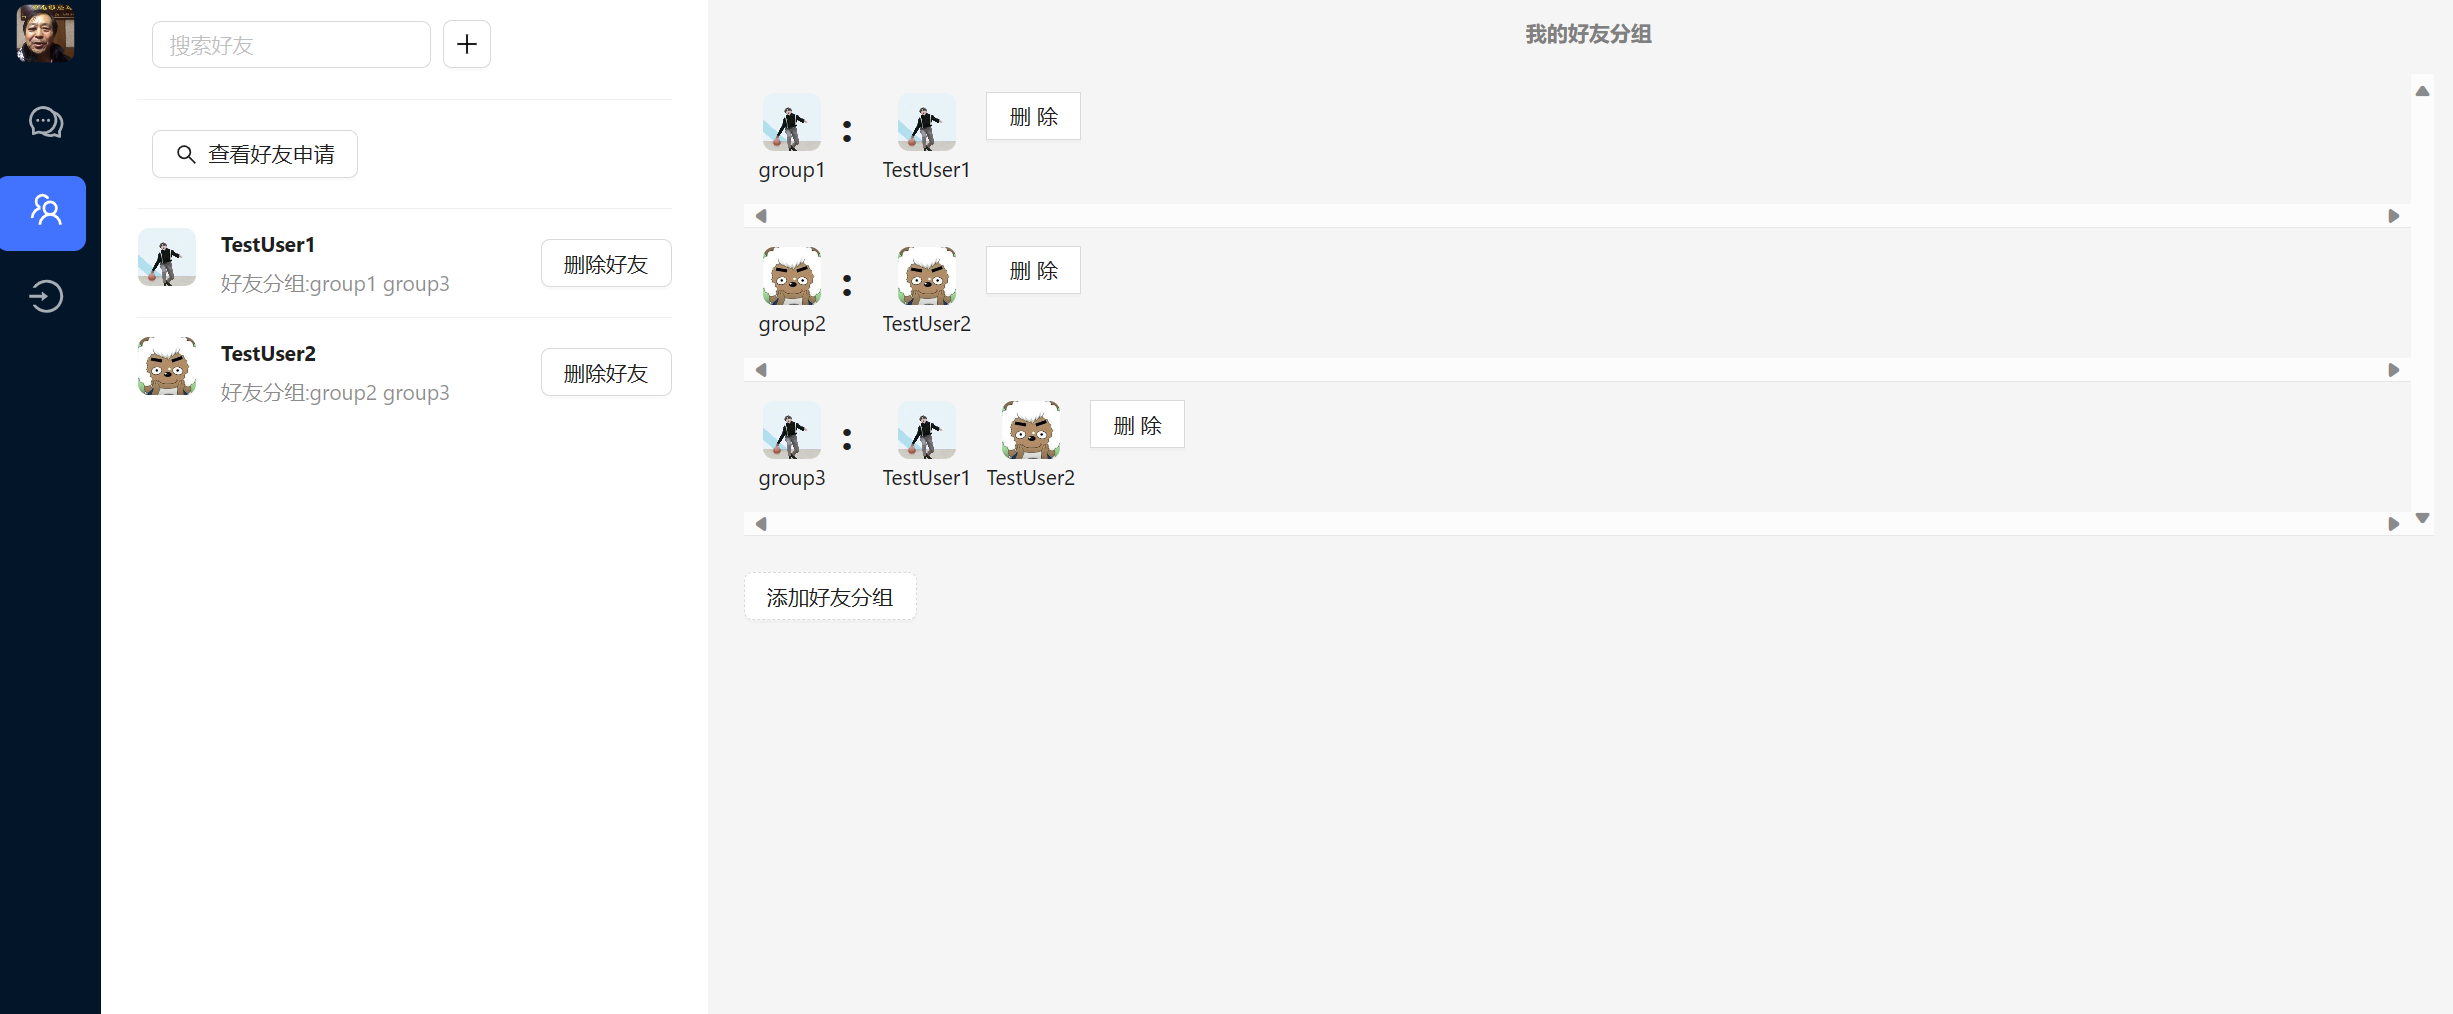 搜索好友
查看好友申请
TestUser1
好友分组:group1 group3
删除好友
TestUser2
好友分组:group2 group3
删除好友
我的好友分组
group1
:
TestUser1
删 除
group2
:
TestUser2
删 除
group3
:
TestUser1
TestUser2
删 除
添加好友分组